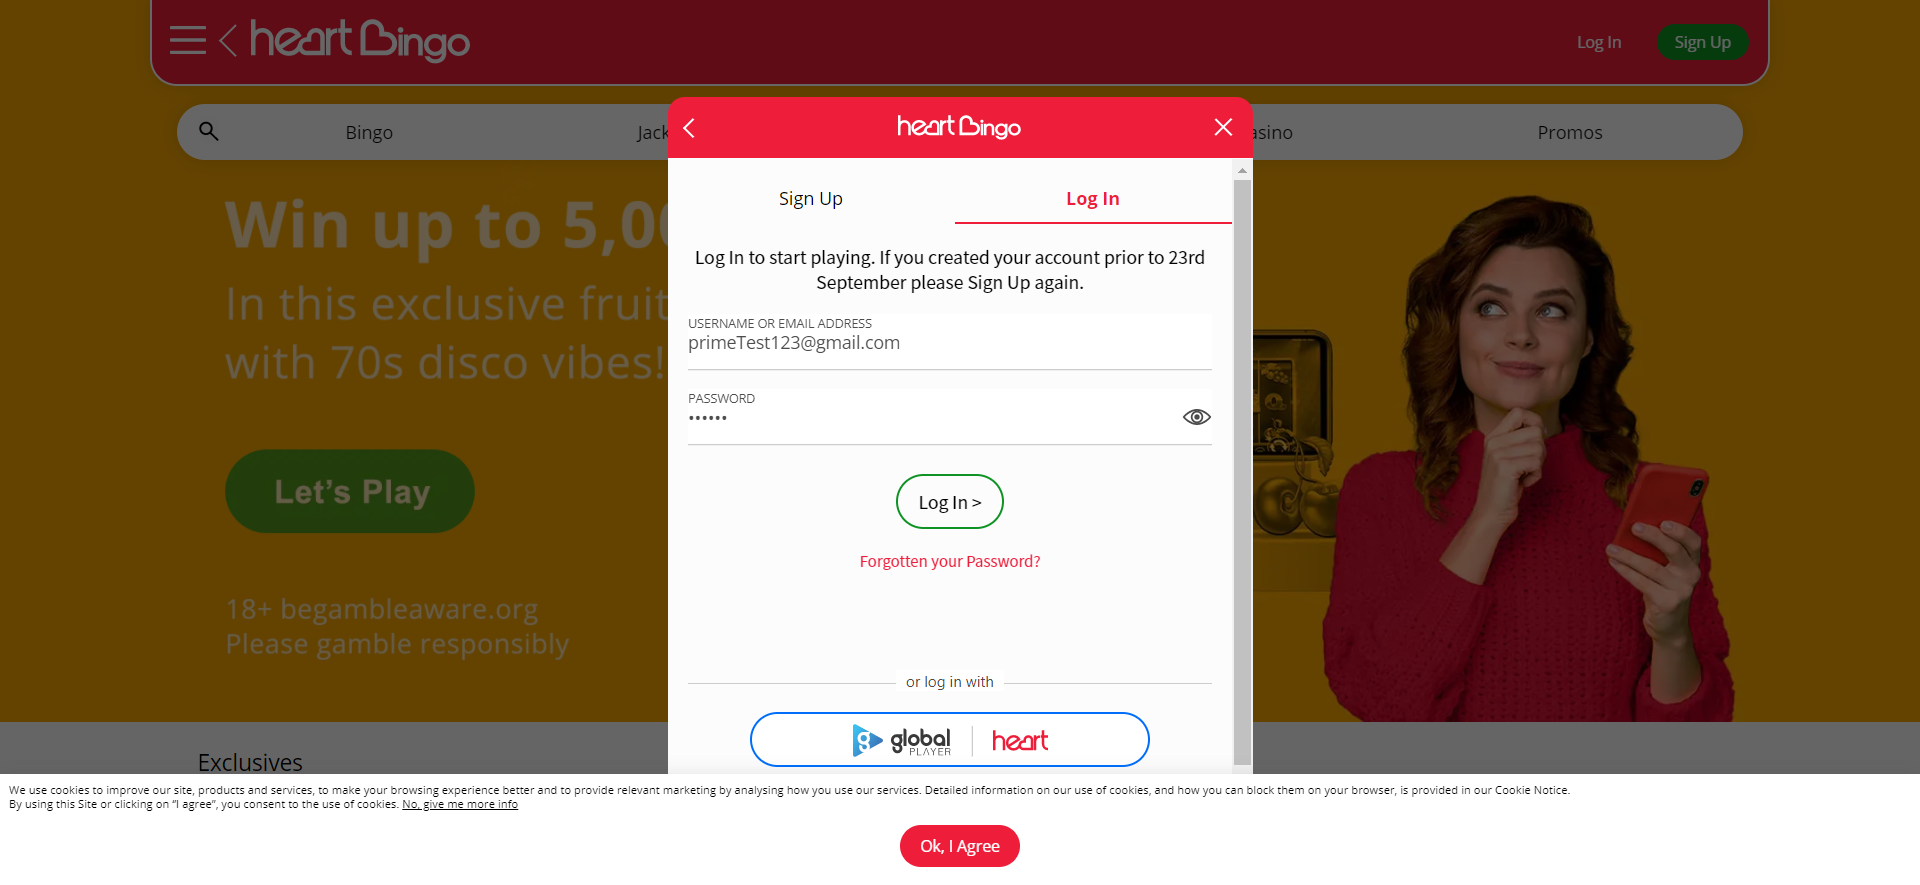 heart Bingo
Log In
Sign Up
Bingo
Promos
heart Bingo
Sign Up
Log In
Log In to start playing. If you created your account prior to 23rd
September please Sign Up again.
USERNAME OR EMAIL ADDRESS
primeTest123@gmail.com
PASSWORD
••••••
Log In >
Forgotten your Password?
or log in with
global
PLAYER
heart
Win up to 5,0
In this exclusive fruit
with 70s disco vibes!
Let's Play
18+ begambleaware.org
Please gamble responsibly
Exclusives
We use cookies to improve our site, products and services, to make your browsing experience better and to provide relevant marketing by analysing how you use our services. Detailed information on our use of cookies, and how you can block them on your browser, is provided in our Cookie Notice.
By using this Site or clicking on “I agree”, you consent to the use of cookies. No, give me more info
Ok, I Agree